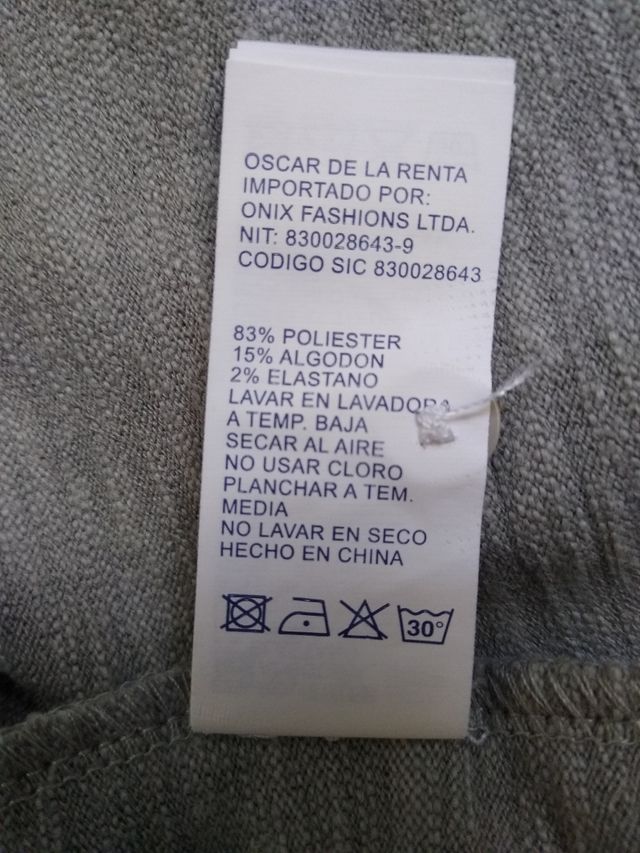 OSCAR DE LA RENTA
IMPORTADO POR:
ONIX FASHIONS LTDA.
NIT: 830028643-9
CODIGO SIC 830028643
83% POLIESTER
15% ALGODON
2% ELASTANO
LAVAR EN LAVADORA
A TEMP. BAJA
SECAR AL AIRE
NO USAR CLORO
PLANCHAR A TEM.
MEDIA
NO LAVAR EN SECO
HECHO EN CHINA
30°